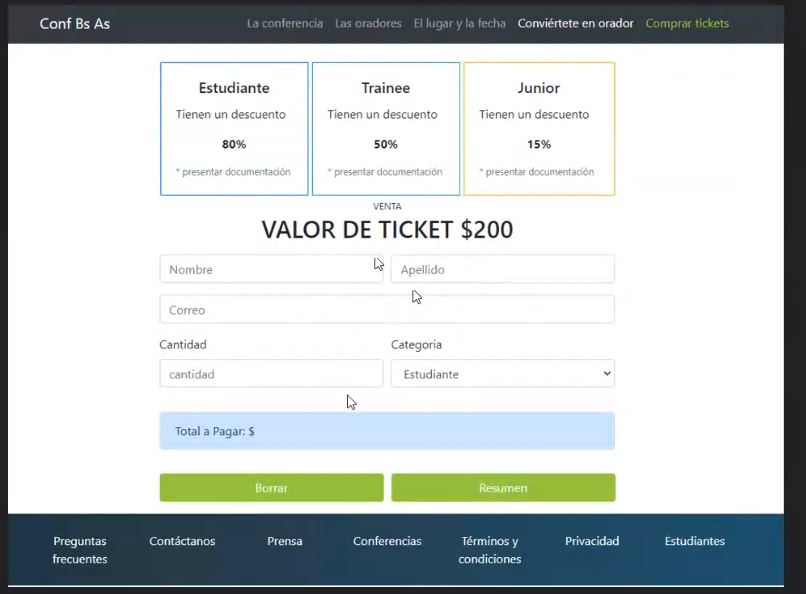 Conf Bs As
La conferencia Las oradores El lugar y la fecha Conviértete en orador Comprar tickets
Estudiante
Tienen un descuento
80%
* presentar documentación
Trainee
Tienen un descuento
50%
* presentar documentación
Junior
Tienen un descuento
15%
* presentar documentación
VENTA
VALOR DE TICKET $200
Nombre
Apellido
Correo
Cantidad
Categoria
cantidad
Estudiante
Total a Pagar: $
Borrar
Resumen
Preguntas
frecuentes
Contáctanos
Prensa
Conferencias
Términos y
condiciones
Privacidad
Estudiantes